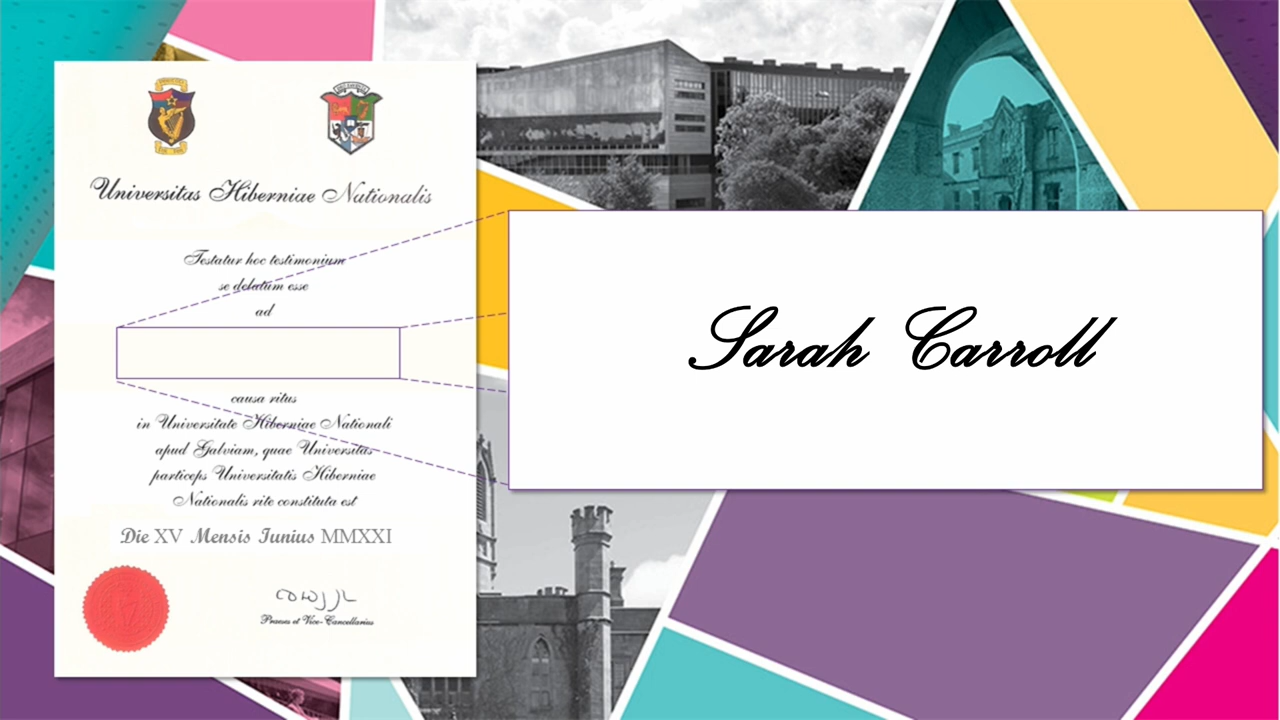 Universitas Hiberniae Nationalis
Testatur hoc testimonium
se delatum esse
ad
Sarah Carroll
causa ritus
in Universitate Hiberniae Nationali
apud Galviam, quae Universitas
particeps Universitatis Hiberniae
Nationalis rite constituta est
Die XV Mensis Iunius MMXXI
Praeses et Vice-Cancellarius